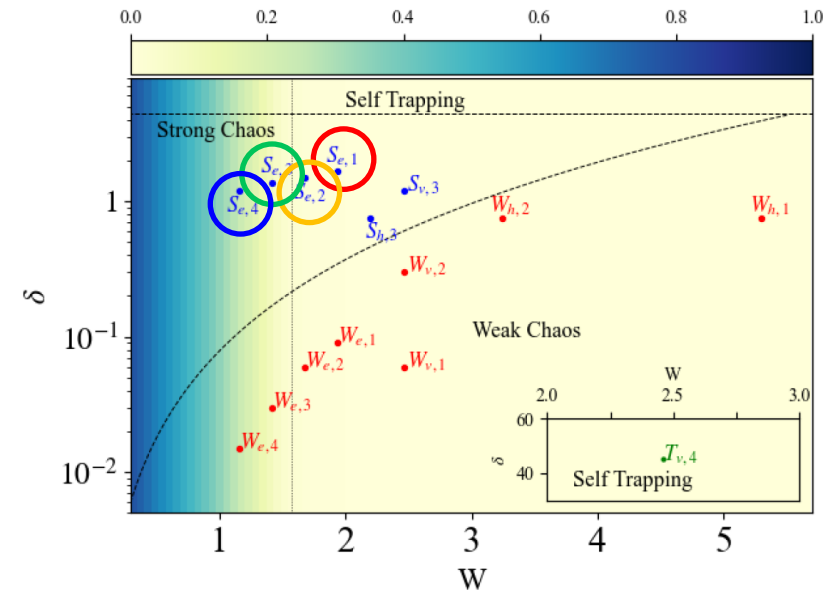 0.0 0.2 0.4 0.6 0.8 1.0
Self Trapping
Strong Chaos
S_{e,1}
S_{e,2}
S_{e,4}
S_{v,3}
S_{h,3}
1
W_{h,2}
W_{h,1}
W_{v,2}
δ
10^{-1}
W_{e,1}
Weak Chaos
W_{e,2}
W_{v,1}
W
2.0 2.5 3.0
W_{e,3}
60
W_{e,4}
T_{v,4}
δ
10^{-2}
40
Self Trapping
1 2 3 4 5
W